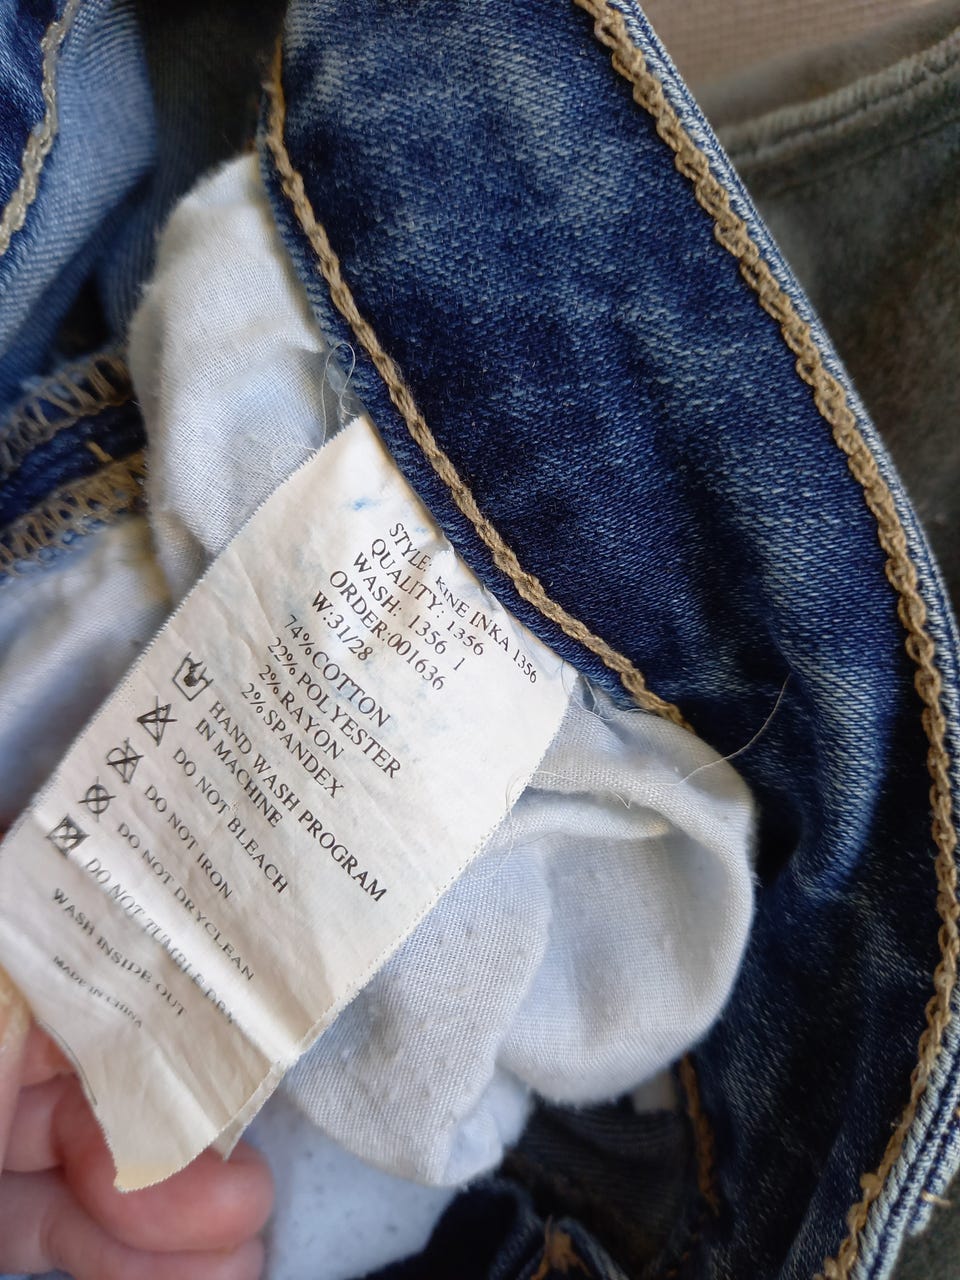 STYLE: KINE INKA 1356
QUALITY: 1356
WASH: 1356 1
ORDER:001636
W:31/28
74%COTTON
22% POLYESTER
2% RAYON
2% SPANDEX
HAND WASH PROGRAM
IN MACHINE
DO NOT BLEACH
DO NOT IRON
DO NOT DRYCLEAN
DO NOT TUMBLE DRY
WASH INSIDE OUT
MADE IN CHINA